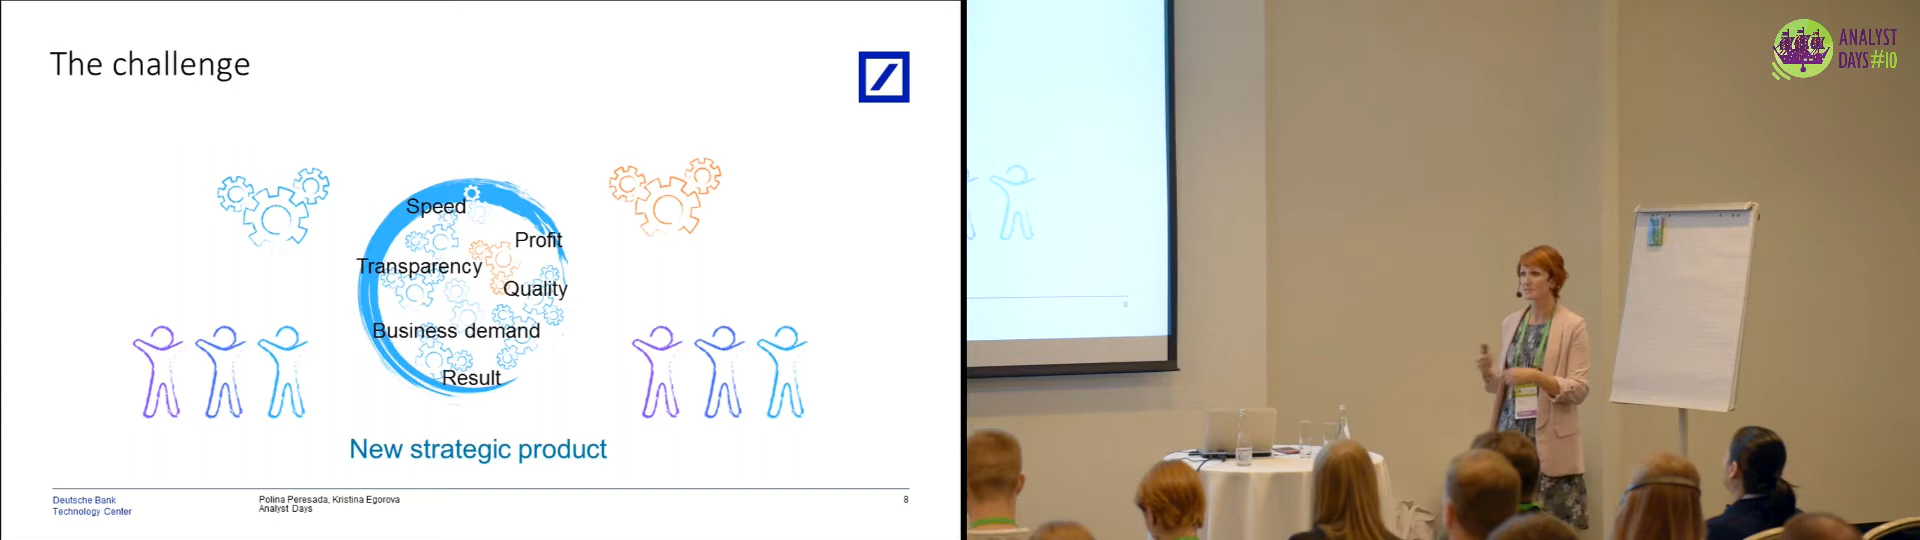 The challenge
Speed
Profit
Transparency
Quality
Business demand
Result
New strategic product
Deutsche Bank
Technology Center
Polina Peresada, Kristina Egorova
Analyst Days
8
ANALYST
DAYS #10